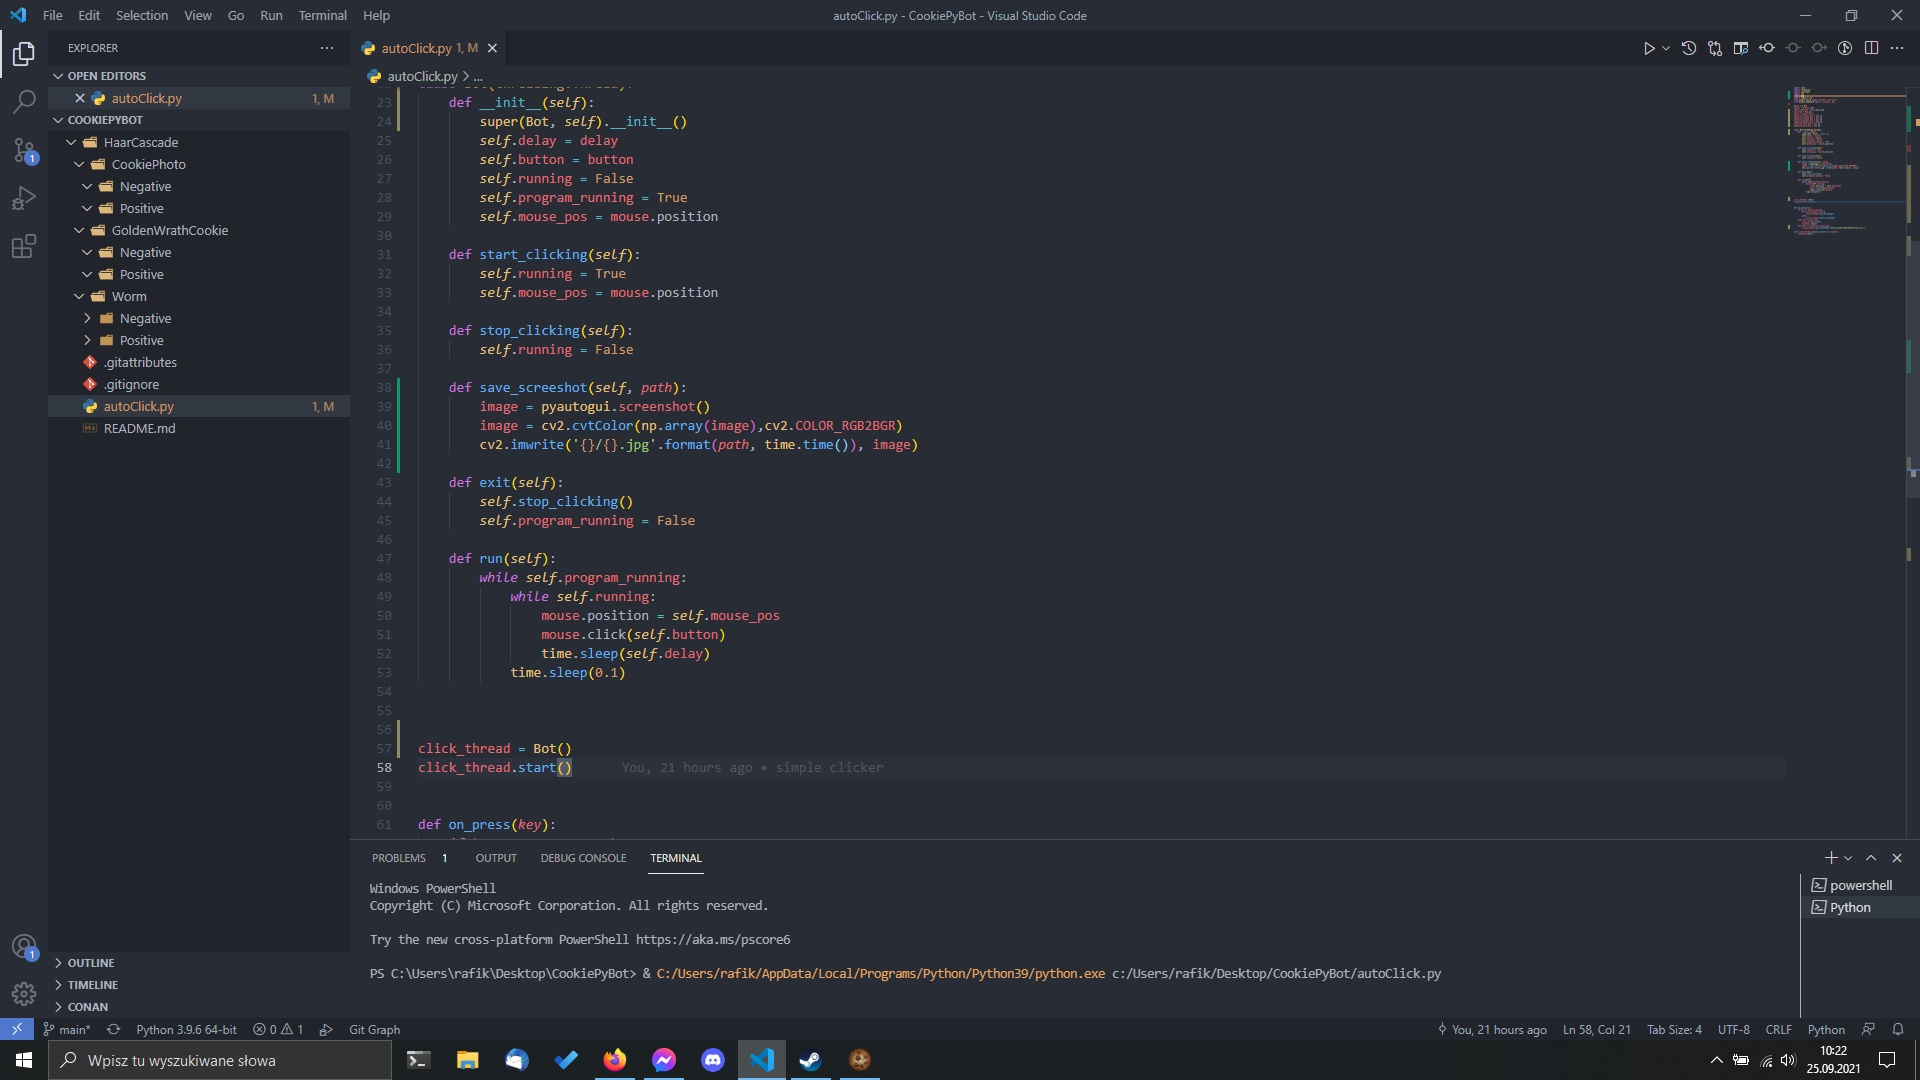 File Edit Selection View Go Run Terminal Help
autoClick.py - CookiePyBot - Visual Studio Code
EXPLORER
OPEN EDITORS
autoClick.py 1, M
COOKIEPYBOT
HaarCascade
CookiePhoto
Negative
Positive
GoldenWrathCookie
Negative
Positive
Worm
Negative
Positive
.gitattributes
.gitignore
autoClick.py 1, M
README.md
OUTLINE
TIMELINE
CONAN
autoClick.py 1, M
autoClick.py > ...
23 def __init__(self):
24 super(Bot, self).__init__()
25 self.delay = delay
26 self.button = button
27 self.running = False
28 self.program_running = True
29 self.mouse_pos = mouse.position
30
31 def start_clicking(self):
32 self.running = True
33 self.mouse_pos = mouse.position
34
35 def stop_clicking(self):
36 self.running = False
37
38 def save_screeshot(self, path):
39 image = pyautogui.screenshot()
40 image = cv2.cvtColor(np.array(image),cv2.COLOR_RGB2BGR)
41 cv2.imwrite('{}/{}.jpg'.format(path, time.time()), image)
42
43 def exit(self):
44 self.stop_clicking()
45 self.program_running = False
46
47 def run(self):
48 while self.program_running:
49 while self.running:
50 mouse.position = self.mouse_pos
51 mouse.click(self.button)
52 time.sleep(self.delay)
53 time.sleep(0.1)
54
55
56
57 click_thread = Bot()
58 click_thread.start() You, 21 hours ago • simple clicker
59
60
61 def on_press(key):
PROBLEMS 1 OUTPUT DEBUG CONSOLE TERMINAL
Windows PowerShell
Copyright (C) Microsoft Corporation. All rights reserved.
Try the new cross-platform PowerShell https://aka.ms/pscore6
PS C:\Users\rafik\Desktop\CookiePyBot> & C:/Users/rafik/AppData/Local/Programs/Python/Python39/python.exe c:/Users/rafik/Desktop/CookiePyBot/autoClick.py
powershell
Python
main* Python 3.9.6 64-bit 0 1 Git Graph
You, 21 hours ago Ln 58, Col 21 Tab Size: 4 UTF-8 CRLF Python
Wpisz tu wyszukiwane słowa
10:22
25.09.2021